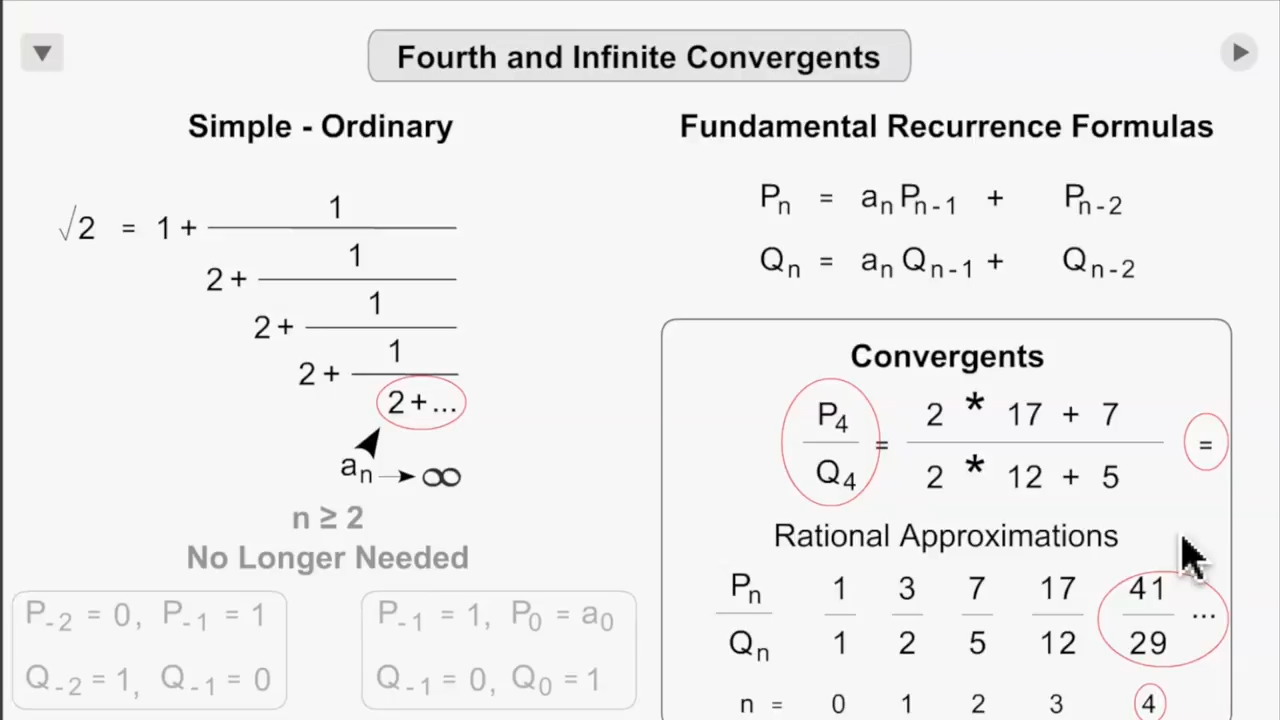 Fourth and Infinite Convergents
Simple - Ordinary
√2 = 1 + 1
2 + 1
2 + 1
2 + 1
2 + ...
aₙ → ∞
n ≥ 2
No Longer Needed
P₋₂ = 0, P₋₁ = 1
Q₋₂ = 1, Q₋₁ = 0
P₋₁ = 1, P₀ = a₀
Q₋₁ = 0, Q₀ = 1
Fundamental Recurrence Formulas
Pₙ = aₙ Pₙ₋₁ + Pₙ₋₂
Qₙ = aₙ Qₙ₋₁ + Qₙ₋₂
Convergents
P₄ = 2 * 17 + 7 =
Q₄ 2 * 12 + 5
Rational Approximations
Pₙ 1 3 7 17 41 ...
Qₙ 1 2 5 12 29
n = 0 1 2 3 4